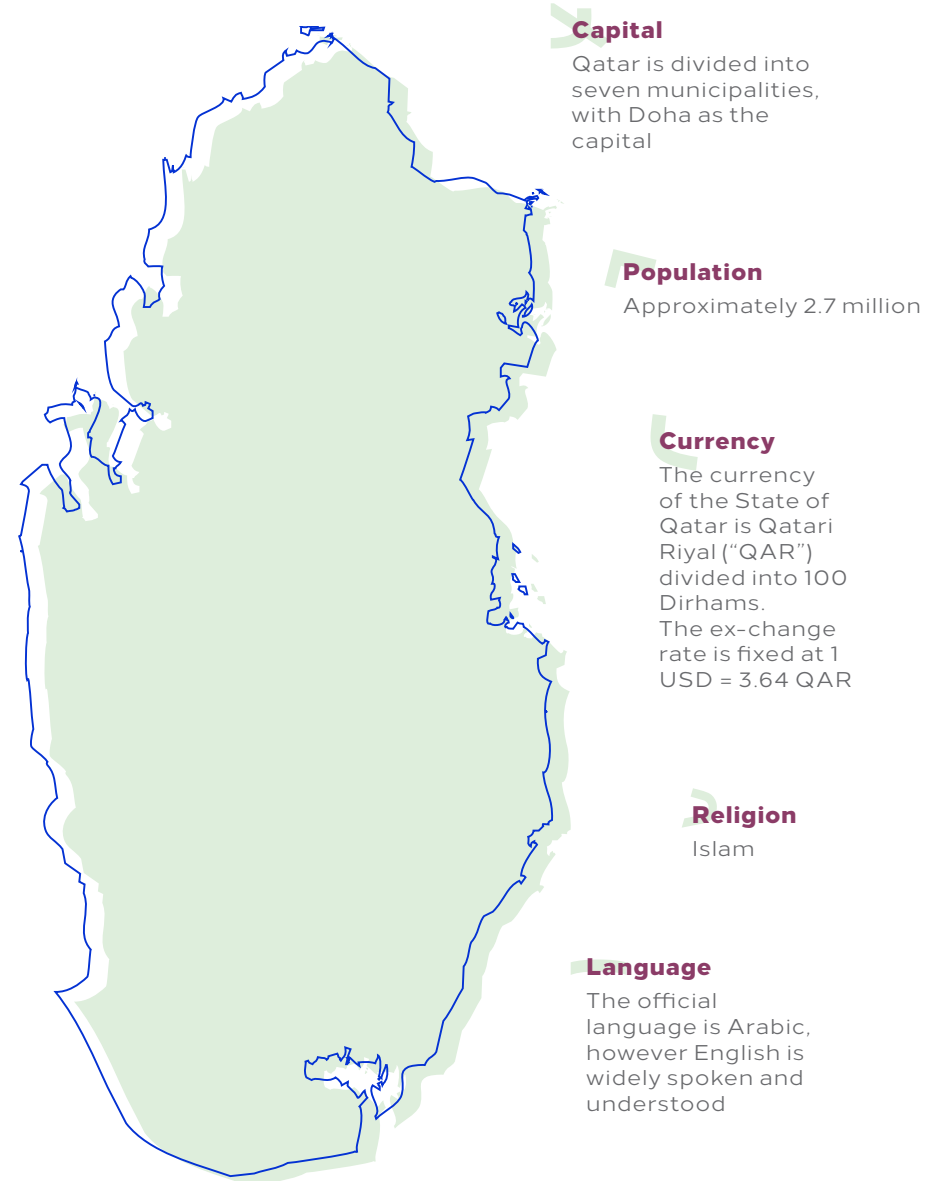 Capital
Qatar is divided into
seven municipalities,
with Doha as the
capital
Population
Approximately 2.7 million
Currency
The currency
of the State of
Qatar is Qatari
Riyal (“QAR”)
divided into 100
Dirhams.
The ex-change
rate is fixed at 1
USD = 3.64 QAR
Religion
Islam
Language
The official
language is Arabic,
however English is
widely spoken and
understood